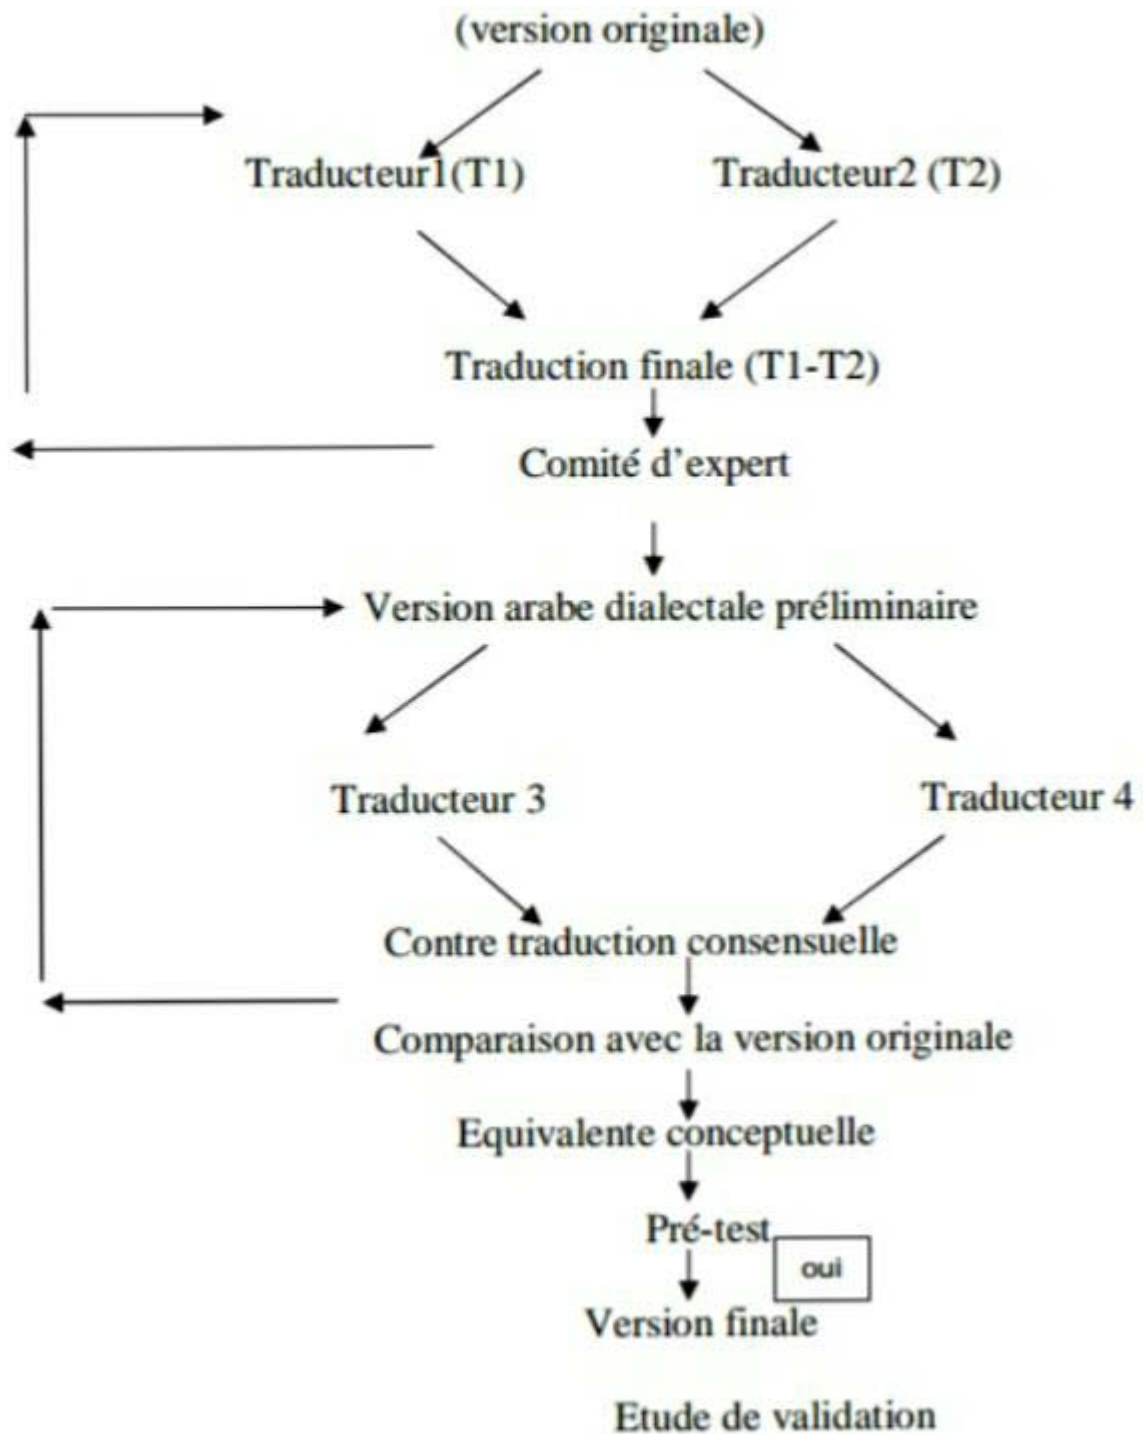 (version originale)
Traducteur1(T1) Traducteur2 (T2)
Traduction finale (T1-T2)
Comité d'expert
Version arabe dialectale préliminaire
Traducteur 3 Traducteur 4
Contre traduction consensuelle
Comparaison avec la version originale
Equivalente conceptuelle
Pré-test
oui
Version finale
Etude de validation